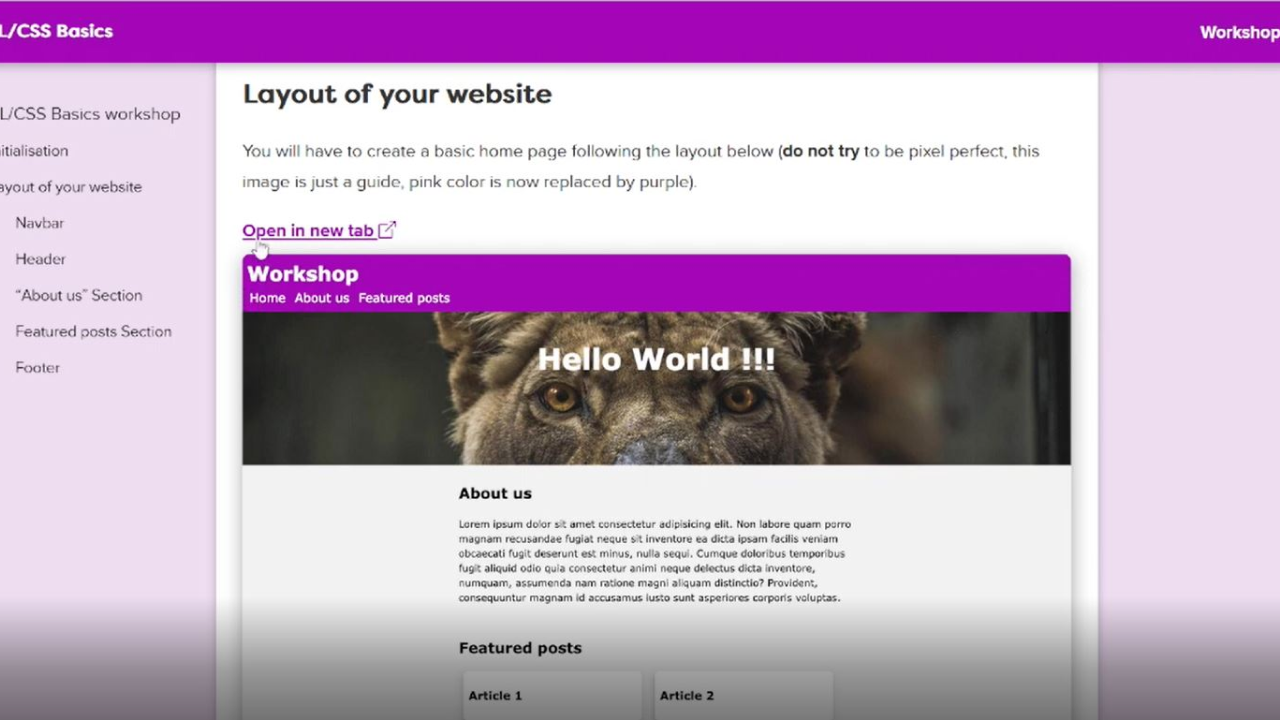 L/CSS Basics
Workshop
L/CSS Basics workshop
itialisation
ayout of your website
Navbar
Header
“About us” Section
Featured posts Section
Footer
Layout of your website
You will have to create a basic home page following the layout below (do not try to be pixel perfect, this
image is just a guide, pink color is now replaced by purple).
Open in new tab
Workshop
Home About us Featured posts
Hello World !!!
About us
Lorem ipsum dolor sit amet consectetur adipisicing elit. Non labore quam porro
magnam recusandae fugiat neque sit inventore ea dicta ipsam facilis veniam
obcaecati fugit deserunt est minus, nulla sequi. Cumque doloribus temporibus
fugit aliquid odio quia consectetur animi neque delectus dicta inventore,
numquam, assumenda nam ratione magni aliquam distinctio? Provident,
consequuntur magnam id accusamus iusto sunt asperiores corporis voluptas.
Featured posts
Article 1
Article 2